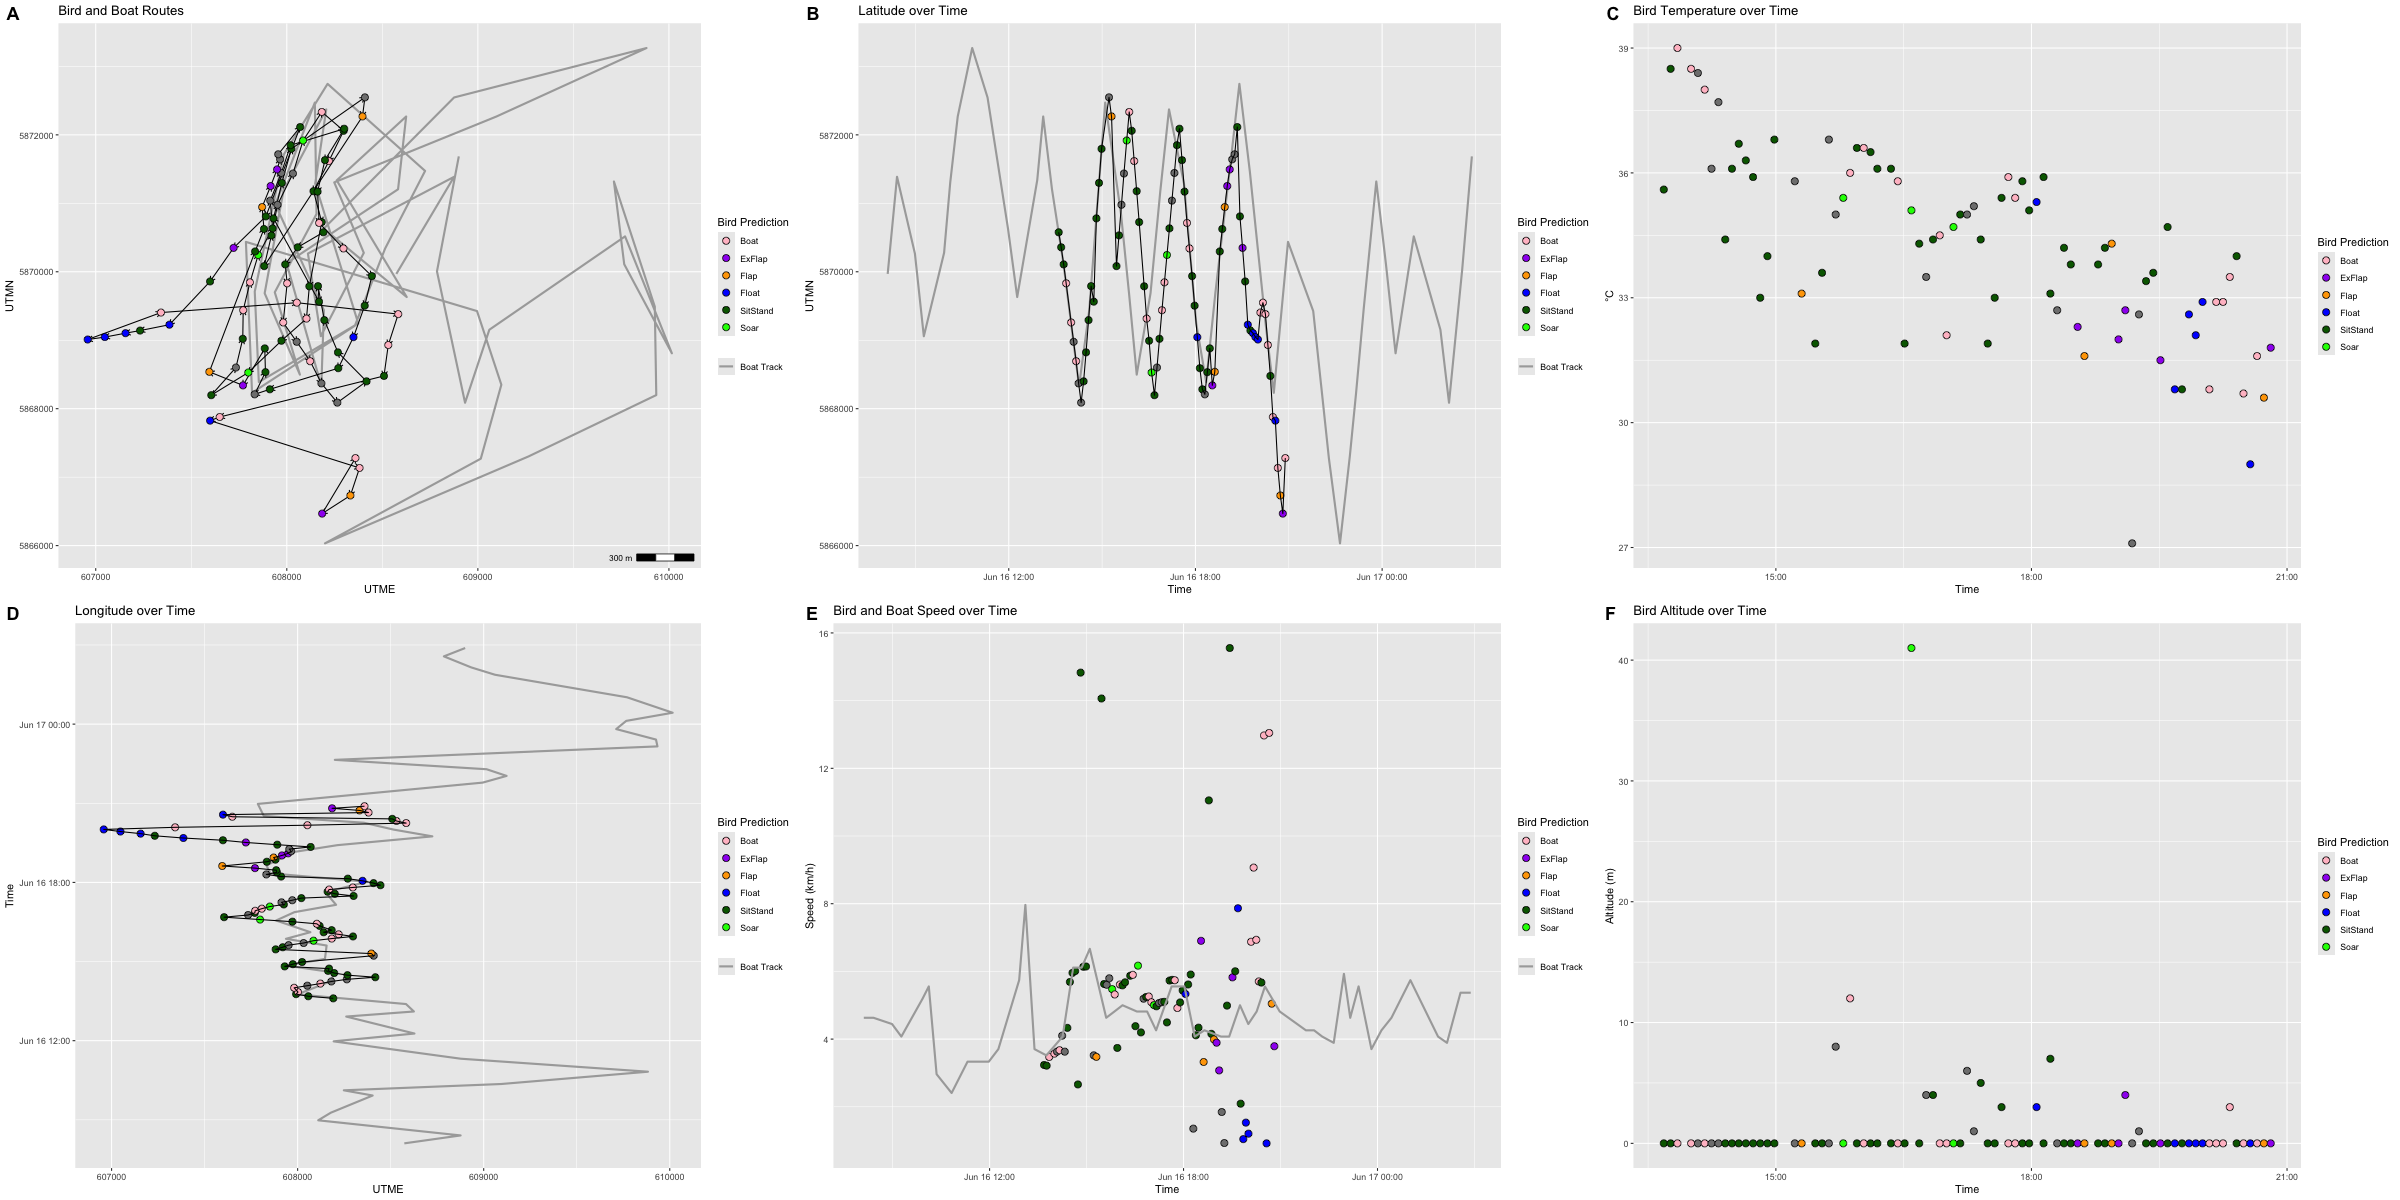 A Bird and Boat Routes
5872000
5870000
5868000
5866000
UTMN
607000 608000 609000 610000
UTME
300 m
Bird Prediction
Boat
ExFlap
Flap
Float
SitStand
Soar
Boat Track
B Latitude over Time
5872000
5870000
5868000
5866000
UTMN
Jun 16 12:00 Jun 16 18:00 Jun 17 00:00
Time
Bird Prediction
Boat
ExFlap
Flap
Float
SitStand
Soar
Boat Track
C Bird Temperature over Time
39
36
33
30
27
°C
15:00 18:00 21:00
Time
Bird Prediction
Boat
ExFlap
Flap
Float
SitStand
Soar
D Longitude over Time
Jun 17 00:00
Jun 16 18:00
Jun 16 12:00
Time
607000 608000 609000 610000
UTME
Bird Prediction
Boat
ExFlap
Flap
Float
SitStand
Soar
Boat Track
E Bird and Boat Speed over Time
16
12
8
4
Speed (km/h)
Jun 16 12:00 Jun 16 18:00 Jun 17 00:00
Time
Bird Prediction
Boat
ExFlap
Flap
Float
SitStand
Soar
Boat Track
F Bird Altitude over Time
40
30
20
10
0
Altitude (m)
15:00 18:00 21:00
Time
Bird Prediction
Boat
ExFlap
Flap
Float
SitStand
Soar